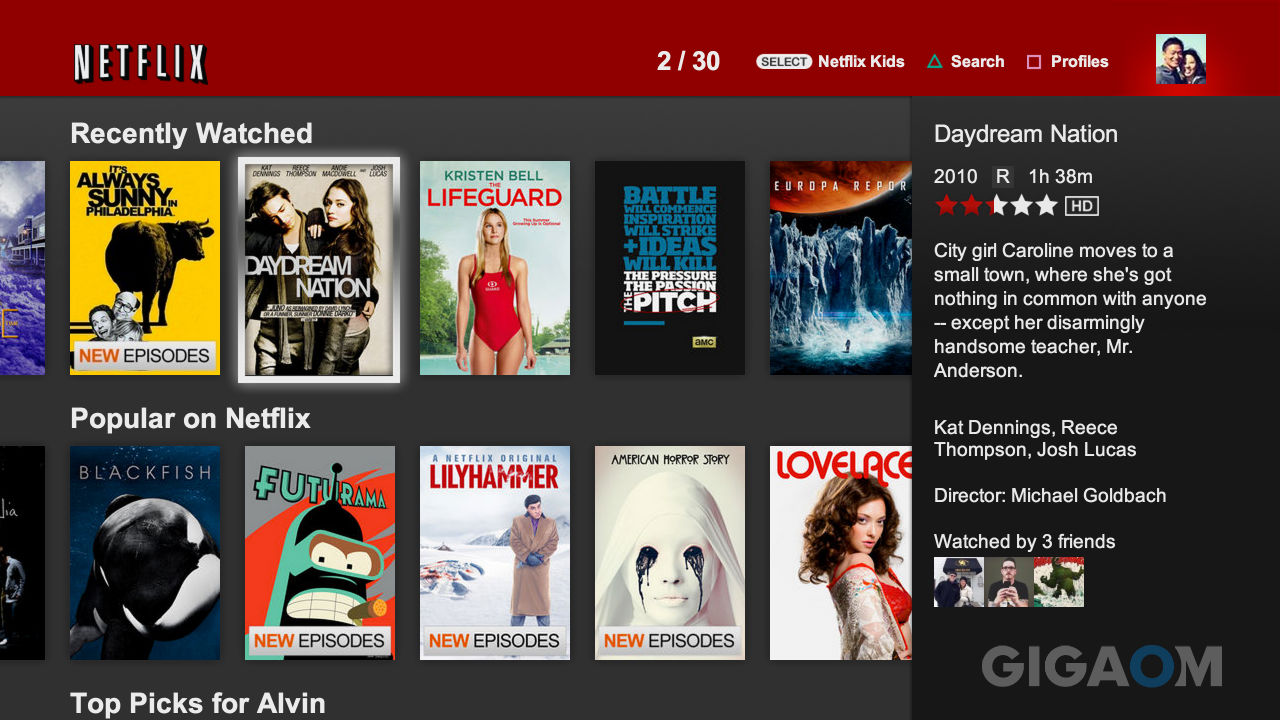 NETFLIX
2 / 30
SELECT Netflix Kids
Search
Profiles
Recently Watched
IT'S
ALWAYS
SUNNY IN
PHILADELPHIA
NEW EPISODES
KAT DENNINGS REECE THOMPSON ANDIE MACDOWELL AND JOSH LUCAS
DAYDREAM
NATION
JUNO AS REIMAGINED BY DAVID LYNCH
OR A FUNNIER, SUNNIER DONNIE DARKO
KRISTEN BELL
THE
LIFEGUARD
This Summer
Growing Up is Optional
GUARD
BATTLE
WILL COMMENCE
INSPIRATION
WILL STRIKE
+IDEAS
WILL KILL
THE PRESSURE
THE PASSION
THE PITCH
amc
EUROPA REPOR
Daydream Nation
2010 R 1h 38m
HD
City girl Caroline moves to a
small town, where she's got
nothing in common with anyone
-- except her disarmingly
handsome teacher, Mr.
Anderson.
Kat Dennings, Reece
Thompson, Josh Lucas
Director: Michael Goldbach
Watched by 3 friends
Popular on Netflix
lia
BLACKFISH
FUTURAMA
NEW EPISODES
A NETFLIX ORIGINAL
LILYHAMMER
NEW EPISODES
AMERICAN HORROR STORY
NEW EPISODES
LOVELACE
Top Picks for Alvin
GIGAOM